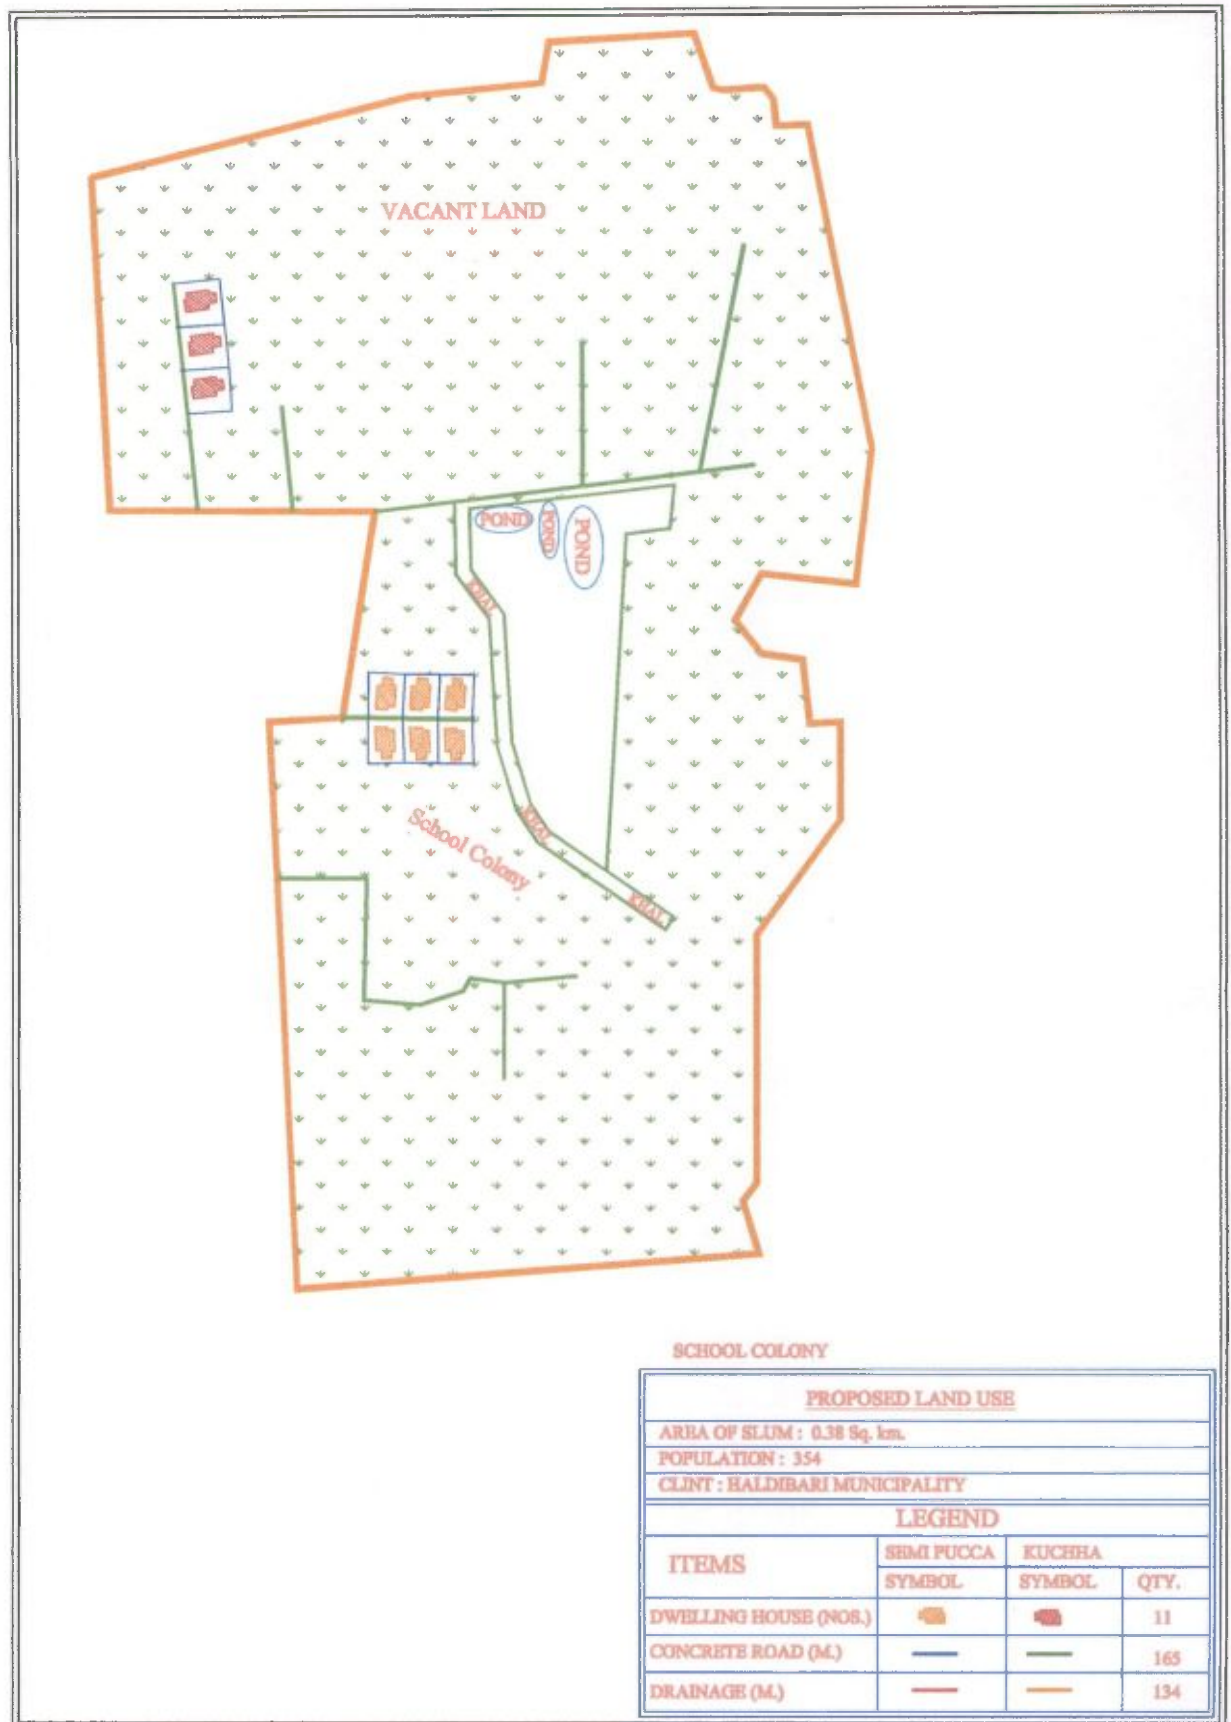 VACANT LAND
POND
POND
POND
KHAL
School Colony
KHAL
KHAL
SCHOOL COLONY
PROPOSED LAND USE
AREA OF SLUM : 0.38 Sq. km.
POPULATION : 354
CLINT : HALDIBARI MUNICIPALITY
LEGEND
ITEMS SEMI PUCCA KUCHHA
SYMBOL SYMBOL QTY.
DWELLING HOUSE (NOS.) 11
CONCRETE ROAD (M.) 165
DRAINAGE (M.) 134